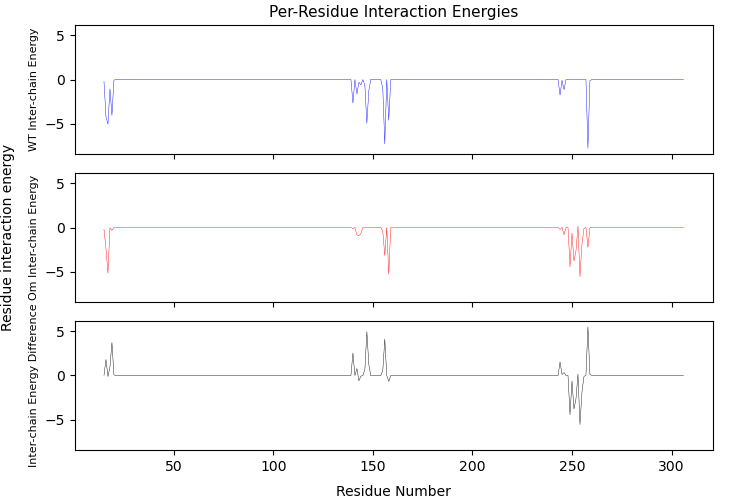 Per-Residue Interaction Energies
Residue interaction energy
WT Inter-chain Energy
5
0
−5
Om Inter-chain Energy
5
0
−5
Inter-chain Energy Difference
5
0
−5
50
100
150
200
250
300
Residue Number